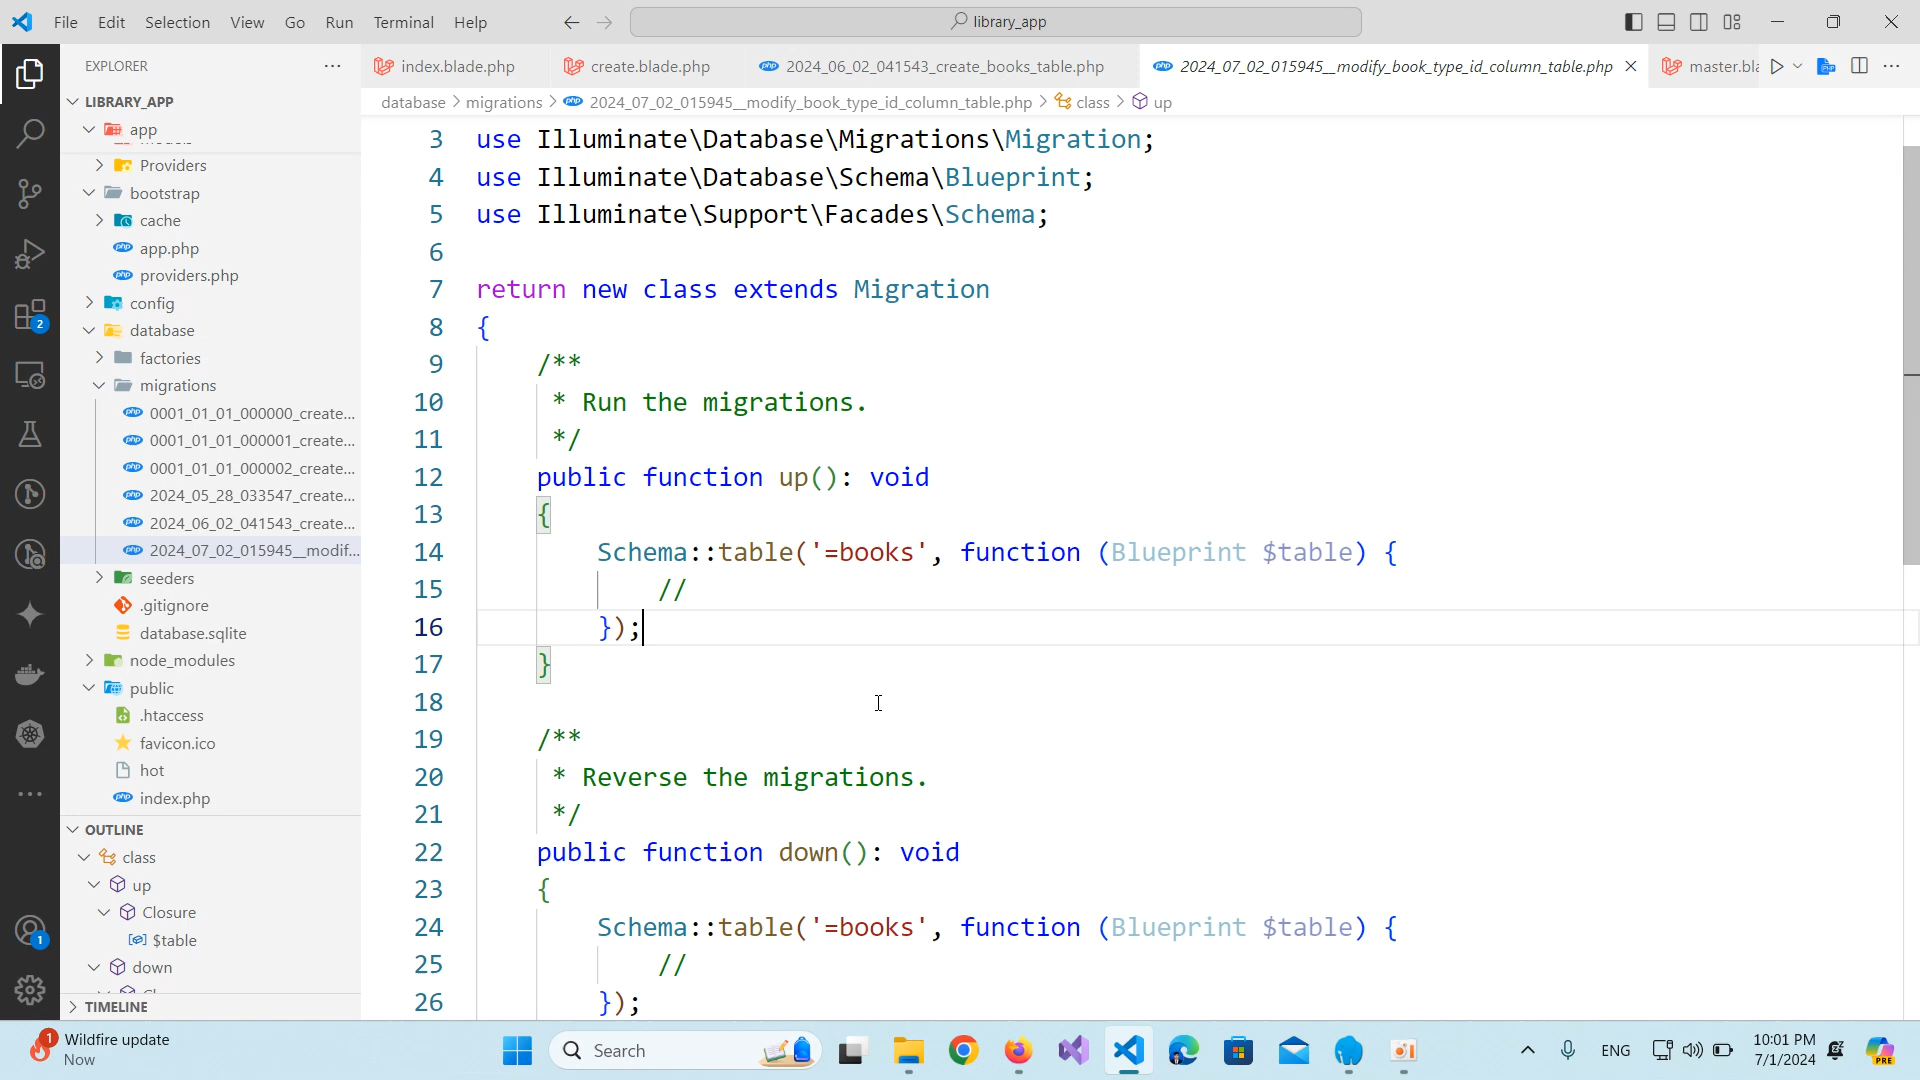 File Edit Selection View Go Run Terminal Help
library_app
EXPLORER
index.blade.php
create.blade.php
2024_06_02_041543_create_books_table.php
2024_07_02_015945__modify_book_type_id_column_table.php
master.bla
database > migrations > 2024_07_02_015945__modify_book_type_id_column_table.php > class > up
LIBRARY_APP
app
Providers
bootstrap
cache
app.php
providers.php
config
database
factories
migrations
0001_01_01_000000_create...
0001_01_01_000001_create...
0001_01_01_000002_create...
2024_05_28_033547_create...
2024_06_02_041543_create...
2024_07_02_015945__modif...
seeders
.gitignore
database.sqlite
node_modules
public
.htaccess
favicon.ico
hot
index.php
OUTLINE
class
up
Closure
$table
down
TIMELINE
2
1
3 use Illuminate\Database\Migrations\Migration;
4 use Illuminate\Database\Schema\Blueprint;
5 use Illuminate\Support\Facades\Schema;
6
7 return new class extends Migration
8 {
9 /**
10 * Run the migrations.
11 */
12 public function up(): void
13 {
14 Schema::table('=books', function (Blueprint $table) {
15 //
16 });
17 }
18
19 /**
20 * Reverse the migrations.
21 */
22 public function down(): void
23 {
24 Schema::table('=books', function (Blueprint $table) {
25 //
26 });
1
Wildfire update
Now
Search
ENG
10:01 PM
7/1/2024
PRE